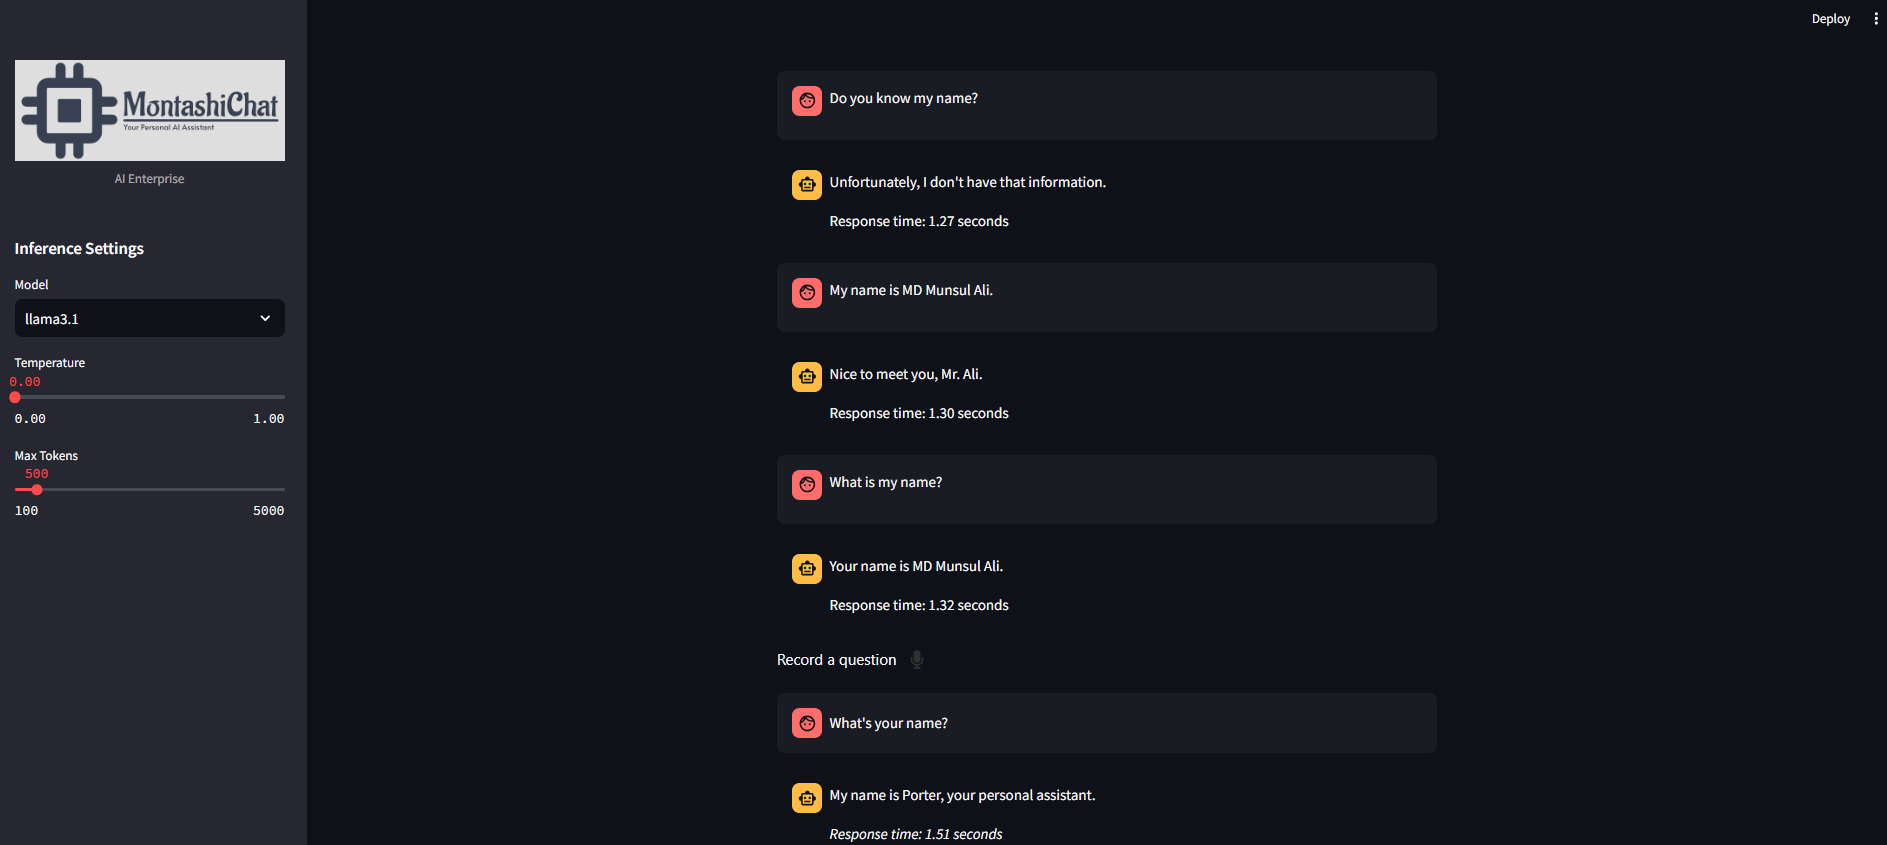 MontashiChat
Your Personal AI Assistant
AI Enterprise
Inference Settings
Model
llama3.1
Temperature
0.00
0.00 1.00
Max Tokens
500
100 5000
Deploy
Do you know my name?
Unfortunately, I don't have that information.
Response time: 1.27 seconds
My name is MD Munsul Ali.
Nice to meet you, Mr. Ali.
Response time: 1.30 seconds
What is my name?
Your name is MD Munsul Ali.
Response time: 1.32 seconds
Record a question
What's your name?
My name is Porter, your personal assistant.
Response time: 1.51 seconds